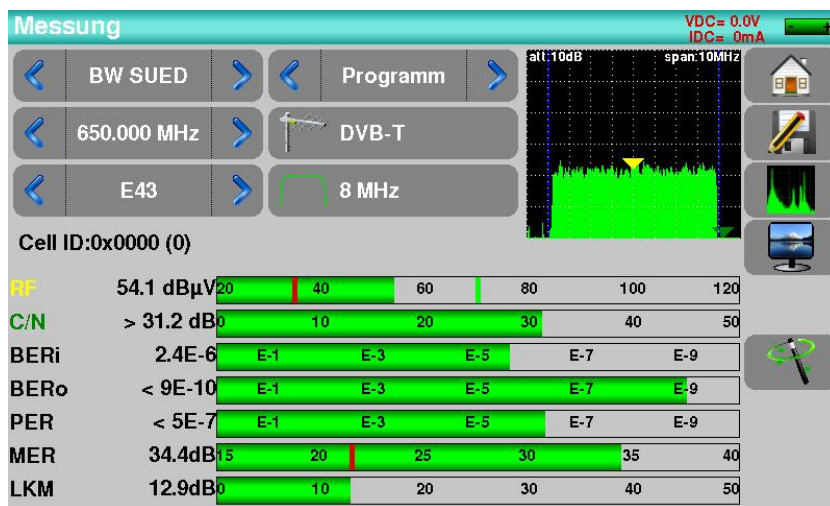 Messung
VDC= 0.0V
IDC= 0mA
BW SUED
Programm
att:10dB span:10MHz
650.000 MHz
DVB-T
E43
8 MHz
Cell ID:0x0000 (0)
RF 54.1 dBµV 20 40 60 80 100 120
C/N > 31.2 dB 0 10 20 30 40 50
BERi 2.4E-6 E-1 E-3 E-5 E-7 E-9
BERo < 9E-10 E-1 E-3 E-5 E-7 E-9
PER < 5E-7 E-1 E-3 E-5 E-7 E-9
MER 34.4dB 15 20 25 30 35 40
LKM 12.9dB 0 10 20 30 40 50